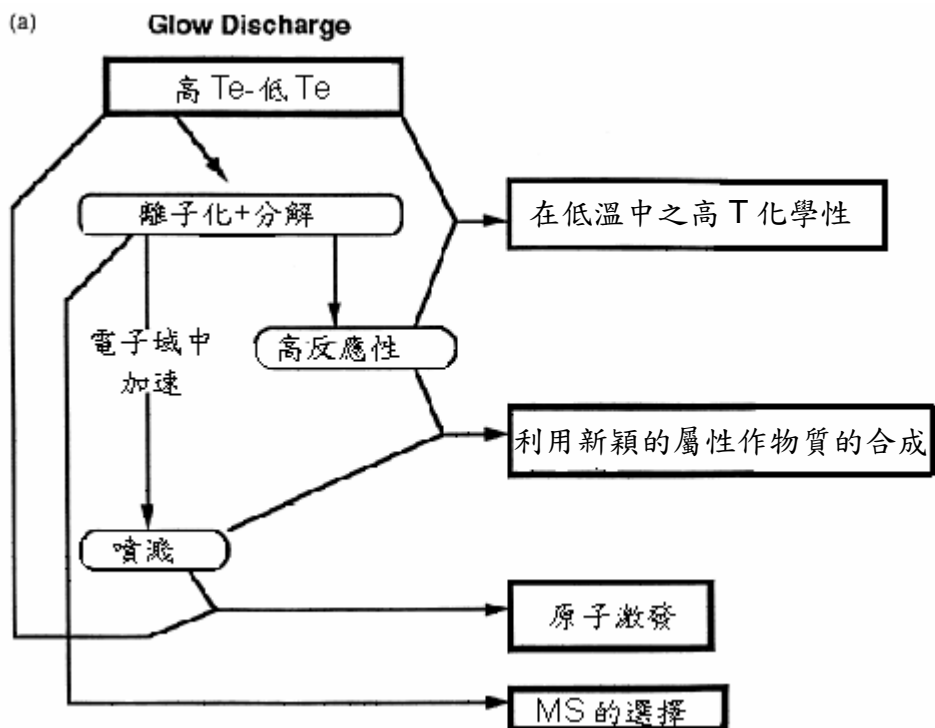 (a) Glow Discharge
高 Te-低 Te
離子化+分解
在低溫中之高 T 化學性
電子域中
加速
高反應性
利用新穎的屬性作物質的合成
噴濺
原子激發
MS 的選擇